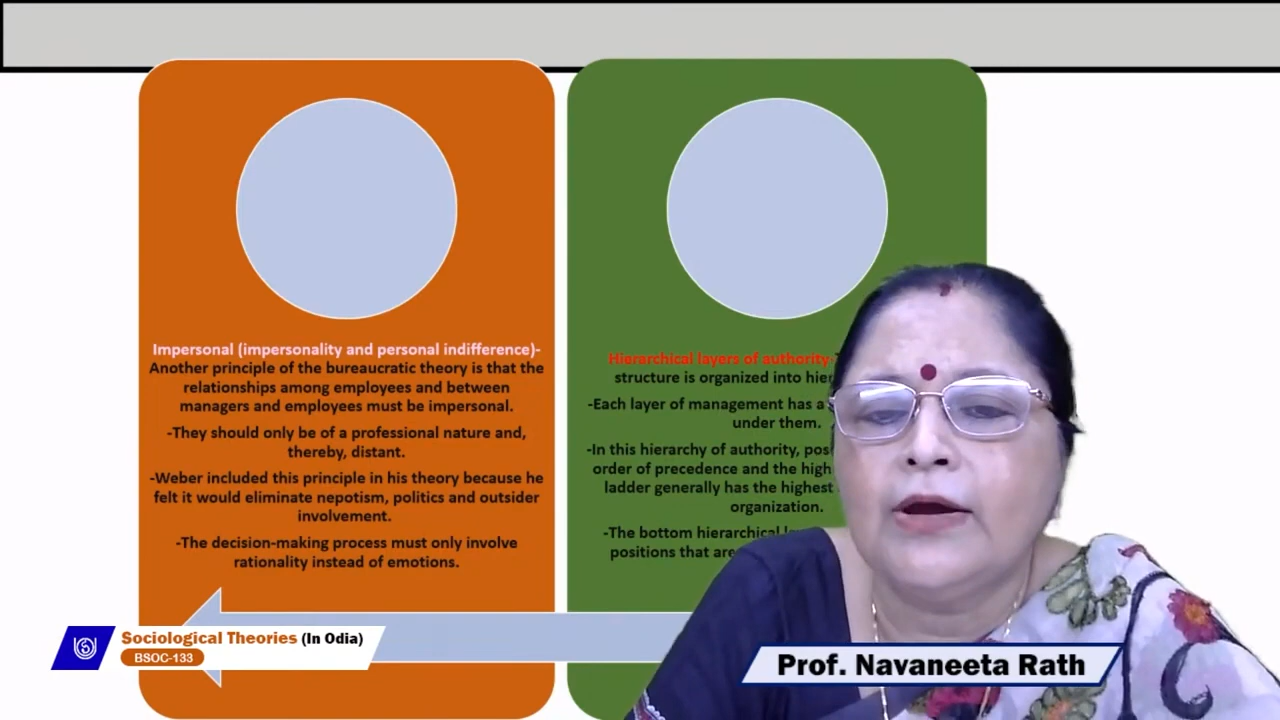 Impersonal (impersonality and personal indifference)-
Another principle of the bureaucratic theory is that the
relationships among employees and between
managers and employees must be impersonal.
-They should only be of a professional nature and,
thereby, distant.
-Weber included this principle in his theory because he
felt it would eliminate nepotism, politics and outsider
involvement.
-The decision-making process must only involve
rationality instead of emotions.
Hierarchical layers of authority-
structure is organized into
-Each layer of management has a
under them.
-In this hierarchy of authority,
order of precedence and the
ladder generally has the highest
organization.
-The bottom hierarchical
positions that are
Sociological Theories (In Odia)
BSOC-133
Prof. Navaneeta Rath